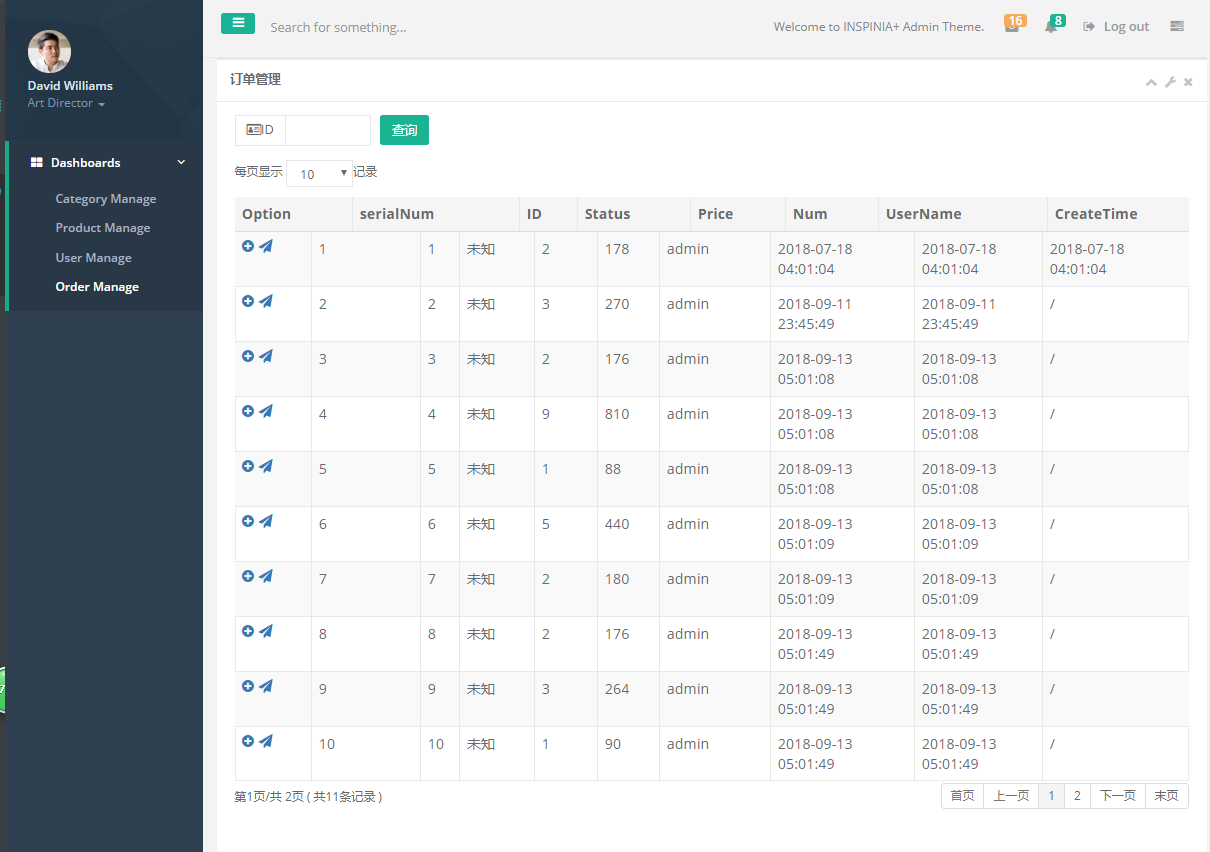 Search for something...
Welcome to INSPINIA+ Admin Theme.
16
8
Log out
David Williams
Art Director
Dashboards
Category Manage
Product Manage
User Manage
Order Manage
订单管理
ID
查询
每页显示 10 记录
Option serialNum ID Status Price Num UserName CreateTime
1 1 未知 2 178 admin 2018-07-18 2018-07-18 2018-07-18
04:01:04 04:01:04 04:01:04
2 2 未知 3 270 admin 2018-09-11 2018-09-11 /
23:45:49 23:45:49
3 3 未知 2 176 admin 2018-09-13 2018-09-13 /
05:01:08 05:01:08
4 4 未知 9 810 admin 2018-09-13 2018-09-13 /
05:01:08 05:01:08
5 5 未知 1 88 admin 2018-09-13 2018-09-13 /
05:01:08 05:01:08
6 6 未知 5 440 admin 2018-09-13 2018-09-13 /
05:01:09 05:01:09
7 7 未知 2 180 admin 2018-09-13 2018-09-13 /
05:01:09 05:01:09
8 8 未知 2 176 admin 2018-09-13 2018-09-13 /
05:01:49 05:01:49
9 9 未知 3 264 admin 2018-09-13 2018-09-13 /
05:01:49 05:01:49
10 10 未知 1 90 admin 2018-09-13 2018-09-13 /
05:01:49 05:01:49
第1页/共 2页 ( 共11条记录 )
首页 上一页 1 2 下一页 末页